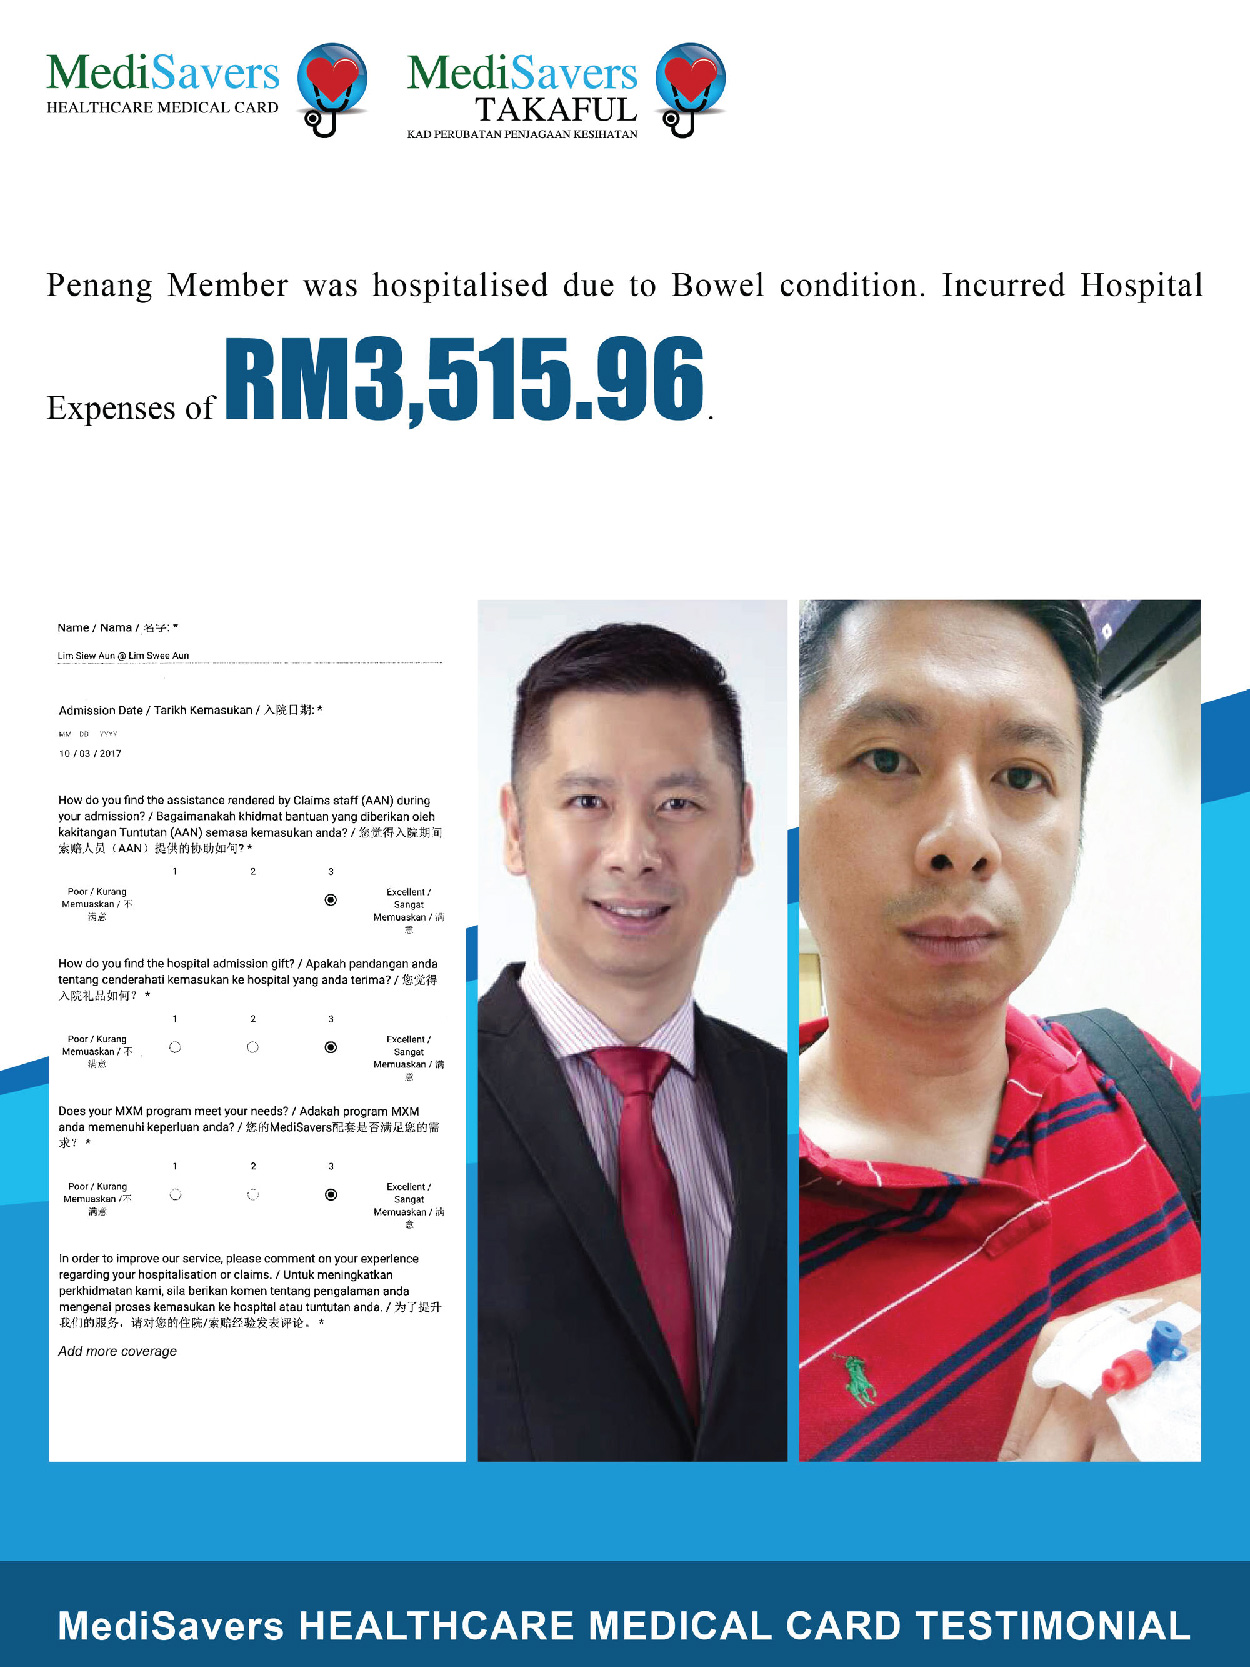 MediSavers
HEALTHCARE MEDICAL CARD
MediSavers
TAKAFUL
KAD PERUBATAN PENJAGAAN KESIHATAN
Penang Member was hospitalised due to Bowel condition. Incurred Hospital
Expenses of RM3,515.96.
Name / Nama / 名字: *
Lim Siew Aun @ Lim Swee Aun
Admission Date / Tarikh Kemasukan / 入院日期: *
MM DD YYYY
10 / 03 / 2017
How do you find the assistance rendered by Claims staff (AAN) during
your admission? / Bagaimanakah khidmat bantuan yang diberikan oleh
kakitangan Tuntutan (AAN) semasa kemasukan anda? / 您觉得入院期间
索赔人员（AAN）提供的协助如何? *
1 2 3
Poor / Kurang
Memuaskan / 不
满意
Excellent /
Sangat
Memuaskan / 满
意
How do you find the hospital admission gift? / Apakah pandangan anda
tentang cenderahati kemasukan ke hospital yang anda terima? / 您觉得
入院礼品如何？ *
1 2 3
Poor / Kurang
Memuaskan / 不
满意
Excellent /
Sangat
Memuaskan / 满
意
Does your MXM program meet your needs? / Adakah program MXM
anda memenuhi keperluan anda? / 您的MediSavers配套是否满足您的需
求？ *
1 2 3
Poor / Kurang
Memuaskan / 不
满意
Excellent /
Sangat
Memuaskan / 满
意
In order to improve our service, please comment on your experience
regarding your hospitalisation or claims. / Untuk meningkatkan
perkhidmatan kami, sila berikan komen tentang pengalaman anda
mengenai proses kemasukan ke hospital atau tuntutan anda. / 为了提升
我们的服务，请对您的住院/索赔经验发表评论。 *
Add more coverage
MediSavers HEALTHCARE MEDICAL CARD TESTIMONIAL